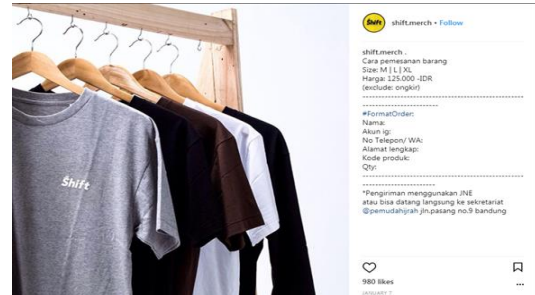 Shift
Shift
shift.merch • Follow
shift.merch .
Cara pemesanan barang
Size: M | L | XL
Harga: 125.000 -IDR
(exclude: ongkir)
--------------------------------------------------
-----------------------
#FormatOrder:
Nama:
Akun ig:
No Telepon/ WA:
Alamat lengkap:
Kode produk:
Qty:
--------------------------------------------------
-----------------------
*Pengiriman menggunakan JNE
atau bisa datang langsung ke sekretariat
@pemudahijrah jln.pasang no.9 bandung
980 likes
JANUARY 7